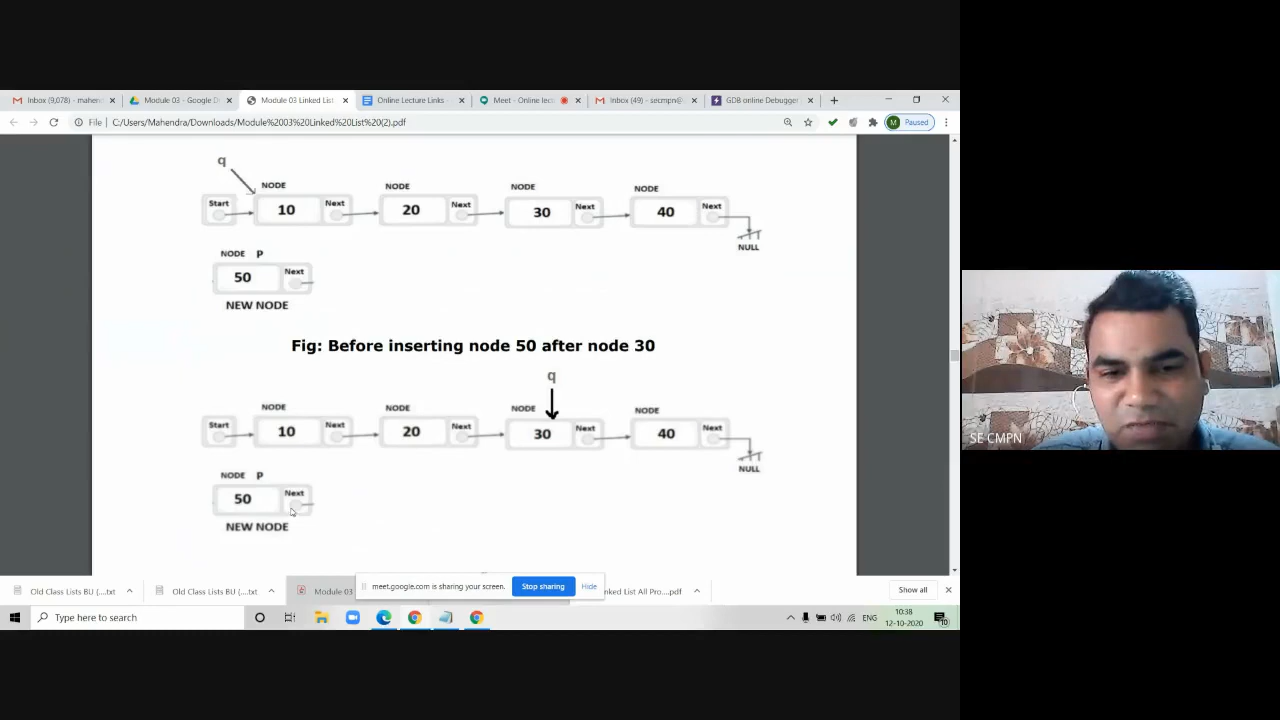 Inbox (9,078) - mahen
Module 03 - Google D
Module 03 Linked List
Online Lecture Links
Meet - Online lec
Inbox (49) - secmpn@
GDB online Debugger
File
C:/Users/Mahendra/Downloads/Module%2003%20Linked%20List%20(2).pdf
M
Paused
q
NODE NODE NODE NODE
Start 10 Next 20 Next 30 Next 40 Next
NULL
NODE P
50 Next
NEW NODE
Fig: Before inserting node 50 after node 30
q
NODE NODE NODE NODE
Start 10 Next 20 Next 30 Next 40 Next
NULL
NODE P
50 Next
NEW NODE
SE CMPN
meet.google.com is sharing your screen.
Stop sharing
Hide
Old Class Lists BU (....txt
Old Class Lists BU (....txt
Module 03
inked List All Pro....pdf
Show all
Type here to search
ENG
10:38
12-10-2020